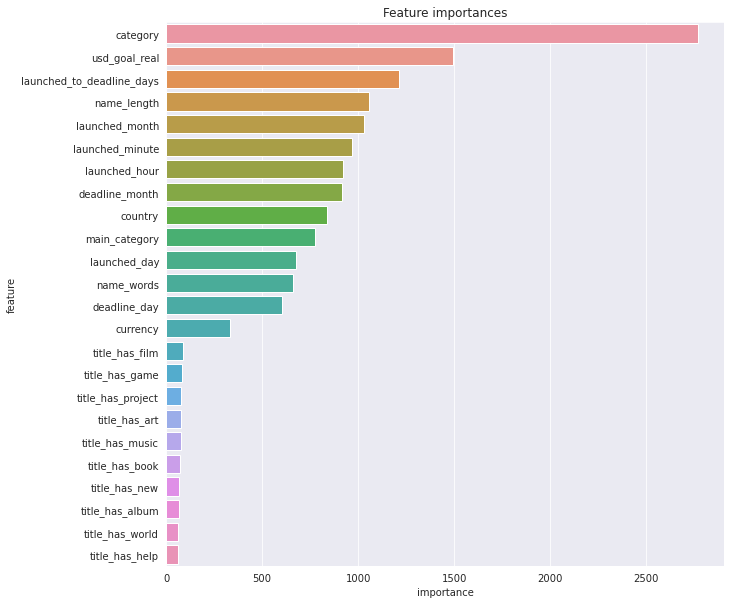 Feature importances
category
usd_goal_real
launched_to_deadline_days
name_length
launched_month
launched_minute
launched_hour
deadline_month
country
main_category
launched_day
name_words
deadline_day
currency
title_has_film
title_has_game
title_has_project
title_has_art
title_has_music
title_has_book
title_has_new
title_has_album
title_has_world
title_has_help
feature
0 500 1000 1500 2000 2500
importance